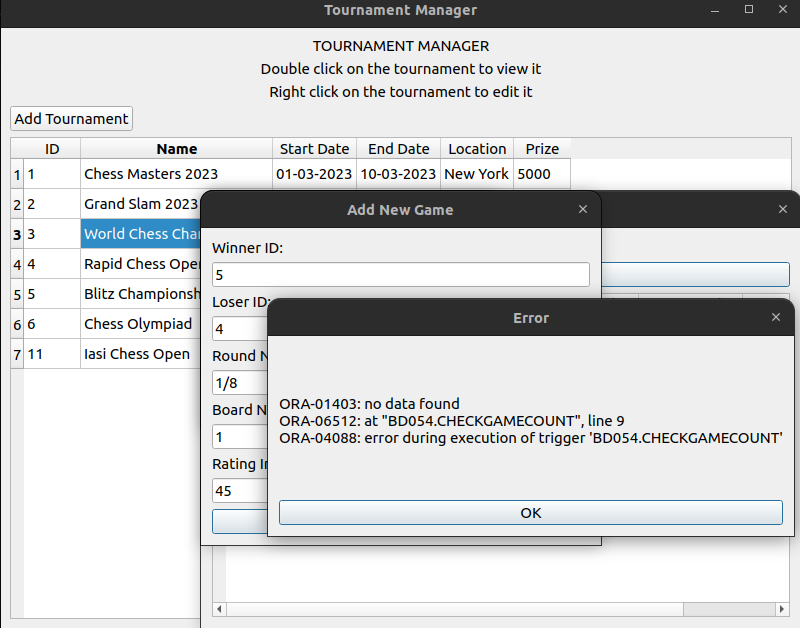 Tournament Manager
TOURNAMENT MANAGER
Double click on the tournament to view it
Right click on the tournament to edit it
Add Tournament
ID Name Start Date End Date Location Prize
1 1 Chess Masters 2023 01-03-2023 10-03-2023 New York 5000
2 2 Grand Slam 2023
3 3 World Chess Cha
4 4 Rapid Chess Ope
5 5 Blitz Championsh
6 6 Chess Olympiad
7 11 Iasi Chess Open
Add New Game
Winner ID:
5
Loser ID:
4
Round N
1/8
Board N
1
Rating In
45
Error
ORA-01403: no data found
ORA-06512: at "BD054.CHECKGAMECOUNT", line 9
ORA-04088: error during execution of trigger 'BD054.CHECKGAMECOUNT'
OK